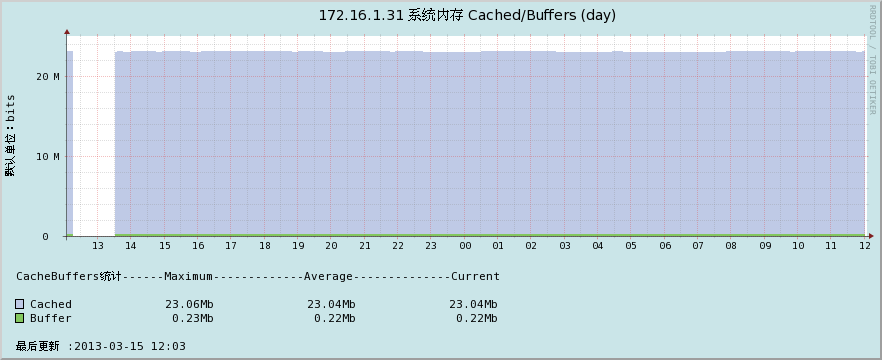 172.16.1.31 系统内存 Cached/Buffers (day)
RRDTOOL / TOBI OETIKER
默认单位：bits
20 M
10 M
0
13 14 15 16 17 18 19 20 21 22 23 00 01 02 03 04 05 06 07 08 09 10 11 12
CacheBuffers统计------Maximum-------------Average--------------Current
Cached 23.06Mb 23.04Mb 23.04Mb
Buffer 0.23Mb 0.22Mb 0.22Mb
最后更新 :2013-03-15 12:03